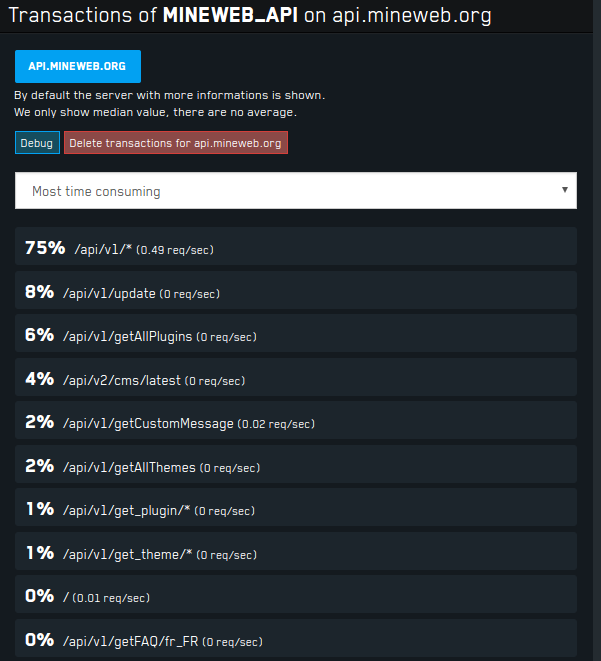 Transactions of MINEWEB_API on api.mineweb.org
API.MINEWEB.ORG
By default the server with more informations is shown.
We only show median value, there are no average.
Debug Delete transactions for api.mineweb.org
Most time consuming
75% /api/v1/* (0.49 req/sec)
8% /api/v1/update (0 req/sec)
6% /api/v1/getAllPlugins (0 req/sec)
4% /api/v2/cms/latest (0 req/sec)
2% /api/v1/getCustomMessage (0.02 req/sec)
2% /api/v1/getAllThemes (0 req/sec)
1% /api/v1/get_plugin/* (0 req/sec)
1% /api/v1/get_theme/* (0 req/sec)
0% / (0.01 req/sec)
0% /api/v1/getFAQ/fr_FR (0 req/sec)